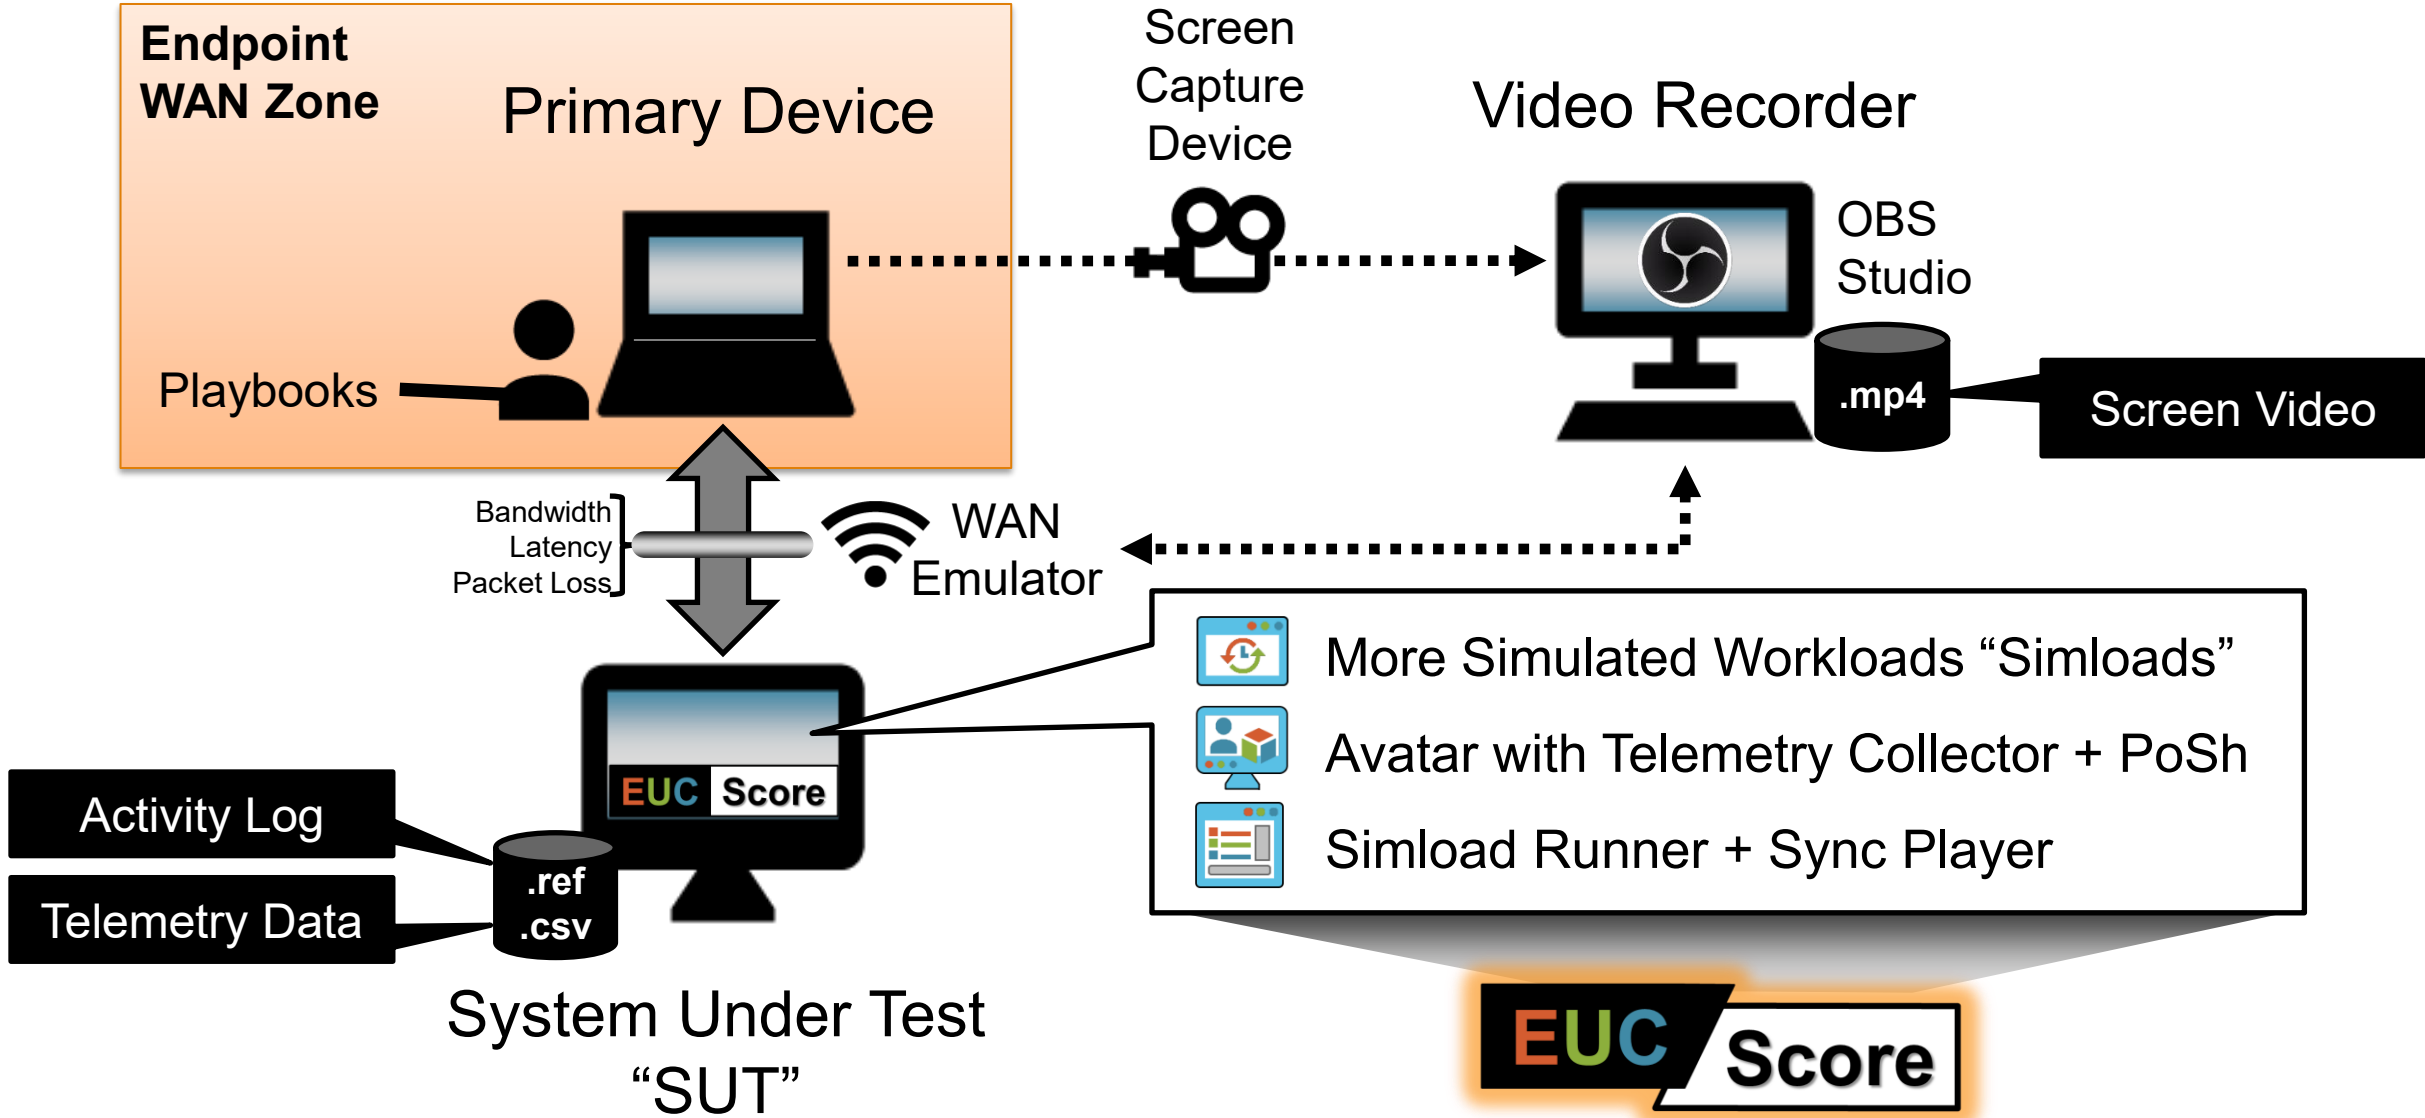 Endpoint
WAN Zone
Primary Device
Playbooks
Screen
Capture
Device
Video Recorder
OBS
Studio
.mp4
Screen Video
Bandwidth
Latency
Packet Loss
WAN
Emulator
More Simulated Workloads “Simloads”
Avatar with Telemetry Collector + PoSh
Simload Runner + Sync Player
EUC Score
Activity Log
Telemetry Data
.ref
.csv
System Under Test
“SUT”
EUC Score